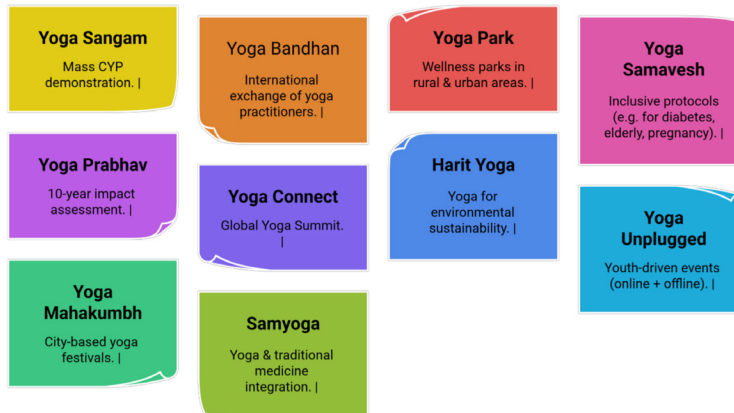 Yoga Sangam
Mass CYP
demonstration. |
Yoga Prabhav
10-year impact
assessment. |
Yoga
Mahakumbh
City-based yoga
festivals. |
Yoga Bandhan
International
exchange of yoga
practitioners. |
Yoga Connect
Global Yoga Summit.
|
Samyoga
Yoga & traditional
medicine
integration. |
Yoga Park
Wellness parks in
rural & urban areas. |
Harit Yoga
Yoga for
environmental
sustainability. |
Yoga
Samavesh
Inclusive protocols
(e.g. for diabetes,
elderly, pregnancy). |
Yoga
Unplugged
Youth-driven events
(online + offline). |